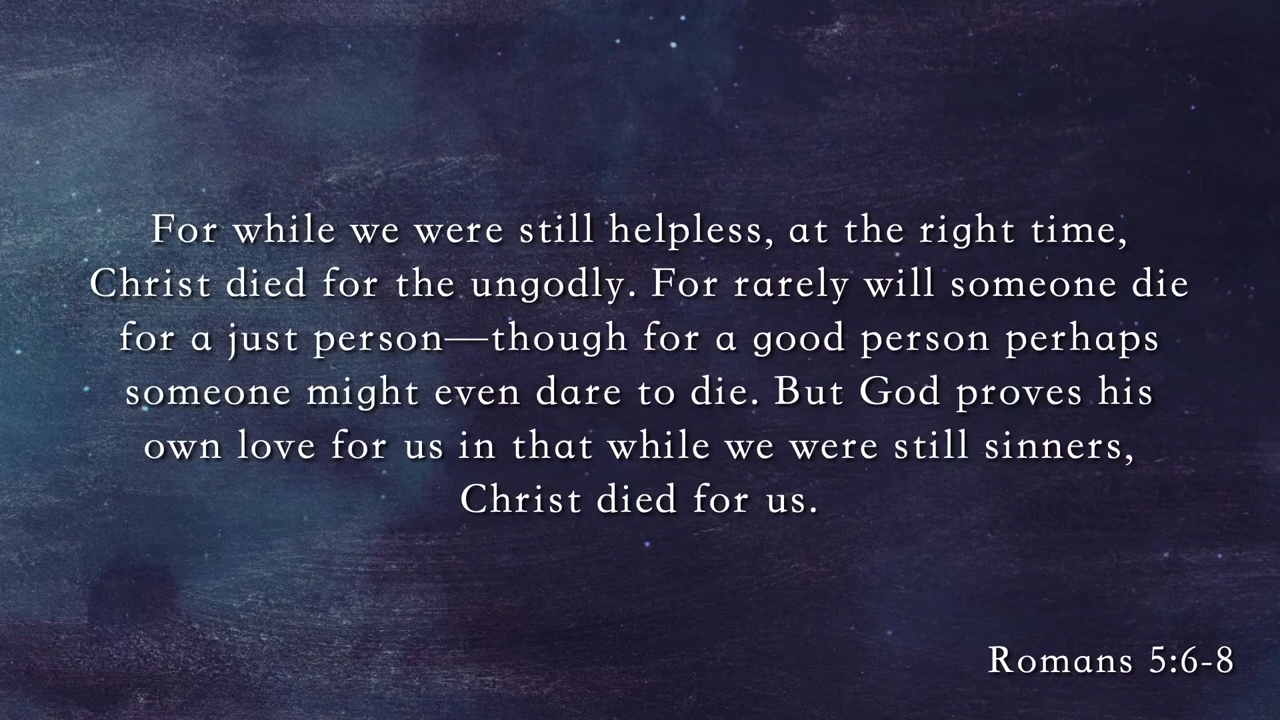 For while we were still helpless, at the right time,
Christ died for the ungodly. For rarely will someone die
for a just person—though for a good person perhaps
someone might even dare to die. But God proves his
own love for us in that while we were still sinners,
Christ died for us.
Romans 5:6-8